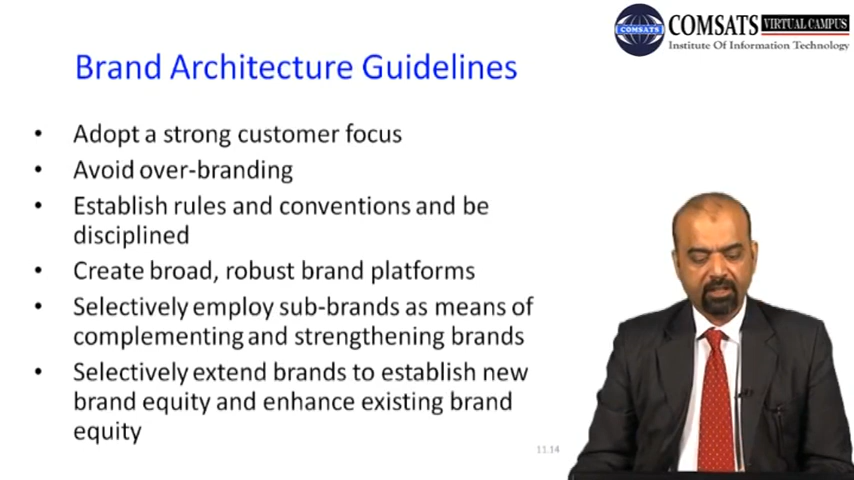 COMSATS VIRTUAL CAMPUS
COMSATS
Institute Of Information Technology
Brand Architecture Guidelines
• Adopt a strong customer focus
• Avoid over-branding
• Establish rules and conventions and be
disciplined
• Create broad, robust brand platforms
• Selectively employ sub-brands as means of
complementing and strengthening brands
• Selectively extend brands to establish new
brand equity and enhance existing brand
equity
11.14